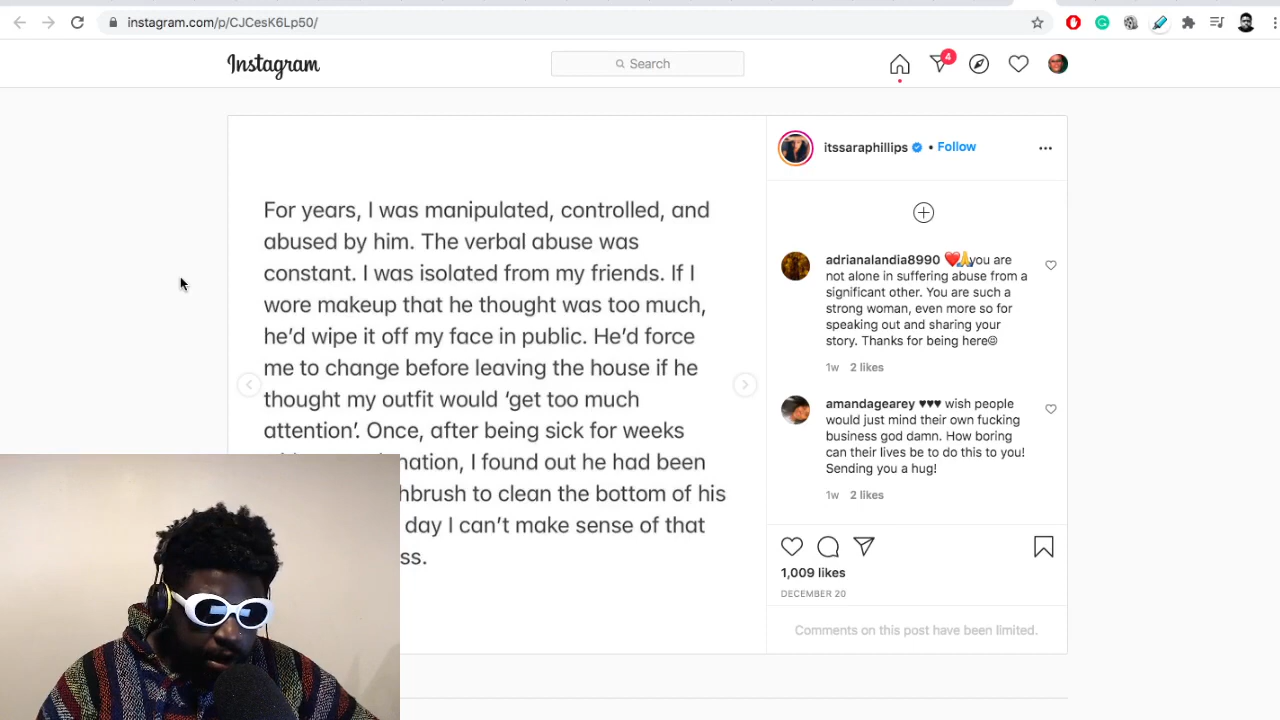 instagram.com/p/CJCesK6Lp50/
Instagram
Search
4
For years, I was manipulated, controlled, and
abused by him. The verbal abuse was
constant. I was isolated from my friends. If I
wore makeup that he thought was too much,
he’d wipe it off my face in public. He’d force
me to change before leaving the house if he
thought my outfit would ‘get too much
attention’. Once, after being sick for weeks
nation, I found out he had been
hbrush to clean the bottom of his
day I can’t make sense of that
ss.
itssaraphillips • Follow
adrianalandia8990 ❤️🙏you are
not alone in suffering abuse from a
significant other. You are such a
strong woman, even more so for
speaking out and sharing your
story. Thanks for being here☺
1w 2 likes
amandagearey ♥♥♥ wish people
would just mind their own fucking
business god damn. How boring
can their lives be to do this to you!
Sending you a hug!
1w 2 likes
1,009 likes
DECEMBER 20
Comments on this post have been limited.